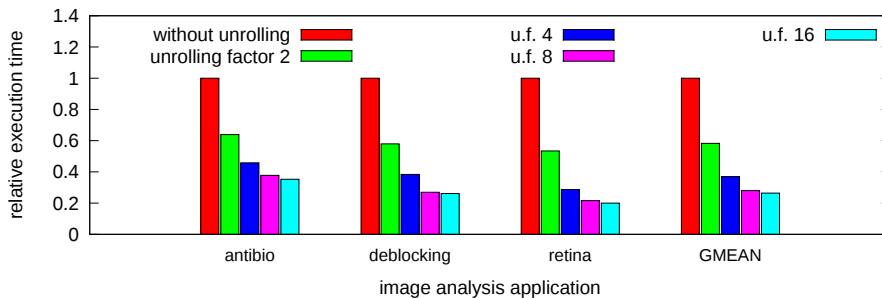 1.4
1.2
1
0.8
0.6
0.4
0.2
0
relative execution time
without unrolling
unrolling factor 2
u.f. 4
u.f. 8
u.f. 16
antibio deblocking retina GMEAN
image analysis application